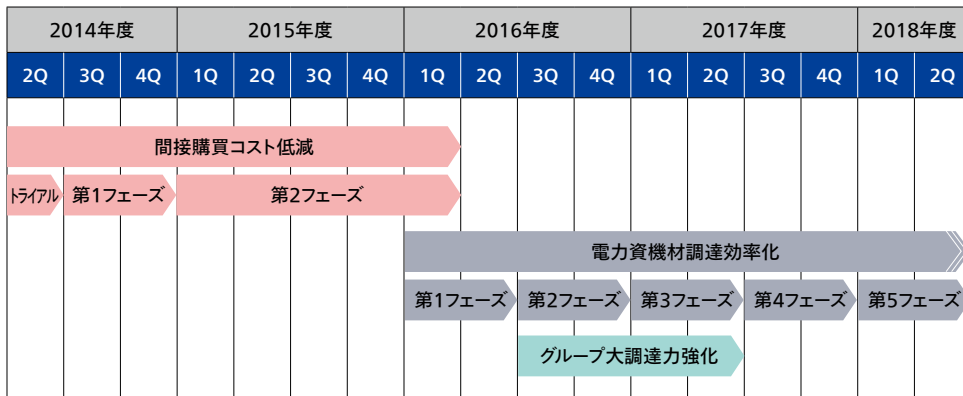 2014年度 2015年度 2016年度 2017年度 2018年度
2Q 3Q 4Q 1Q 2Q 3Q 4Q 1Q 2Q 3Q 4Q 1Q 2Q 3Q 4Q 1Q 2Q
間接購買コスト低減
トライアル 第1フェーズ 第2フェーズ
電力資機材調達効率化
第1フェーズ 第2フェーズ 第3フェーズ 第4フェーズ 第5フェーズ
グループ大調達力強化